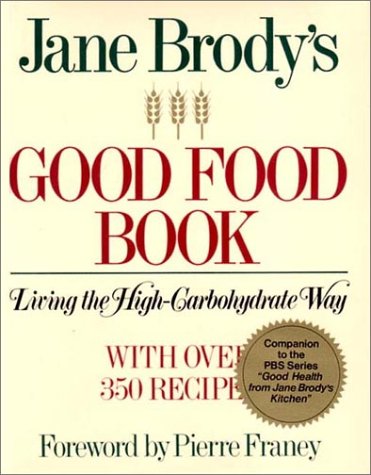 Jane Brody's
GOOD FOOD
BOOK
Living the High-Carbohydrate Way
WITH OVER
350 RECIPE
Companion
to the
PBS Series
"Good Health
from Jane Brody's
Kitchen"
Foreword by Pierre Franey